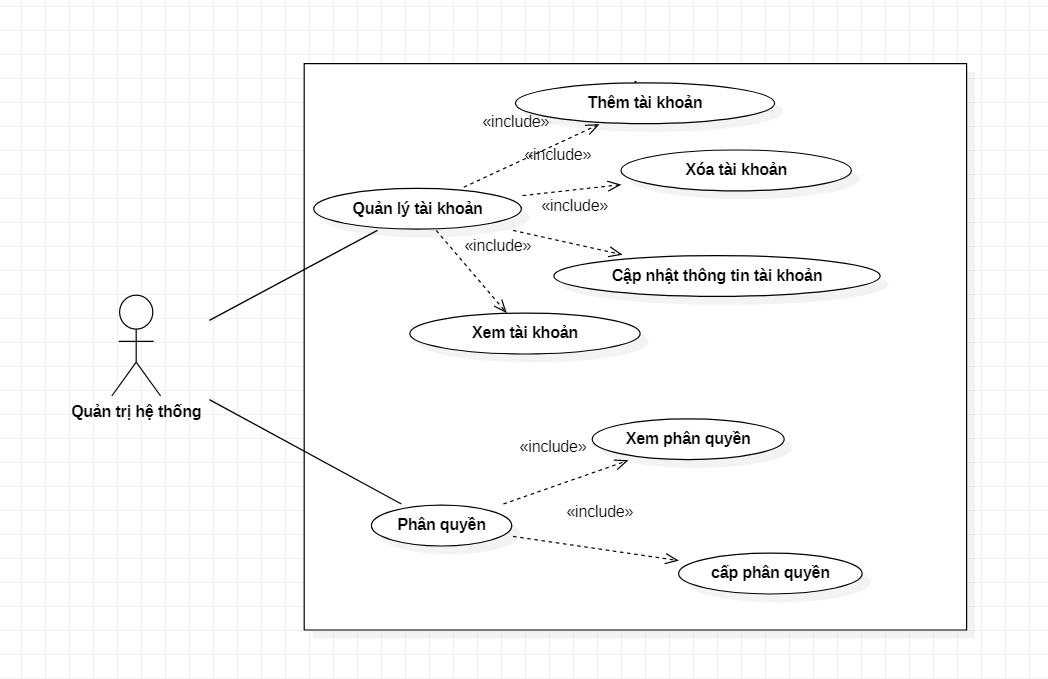 Thêm tài khoản
«include»
«include»
Xóa tài khoản
Quản lý tài khoản
«include»
«include»
Cập nhật thông tin tài khoản
Xem tài khoản
Quản trị hệ thống
Xem phân quyền
«include»
«include»
Phân quyền
cấp phân quyền